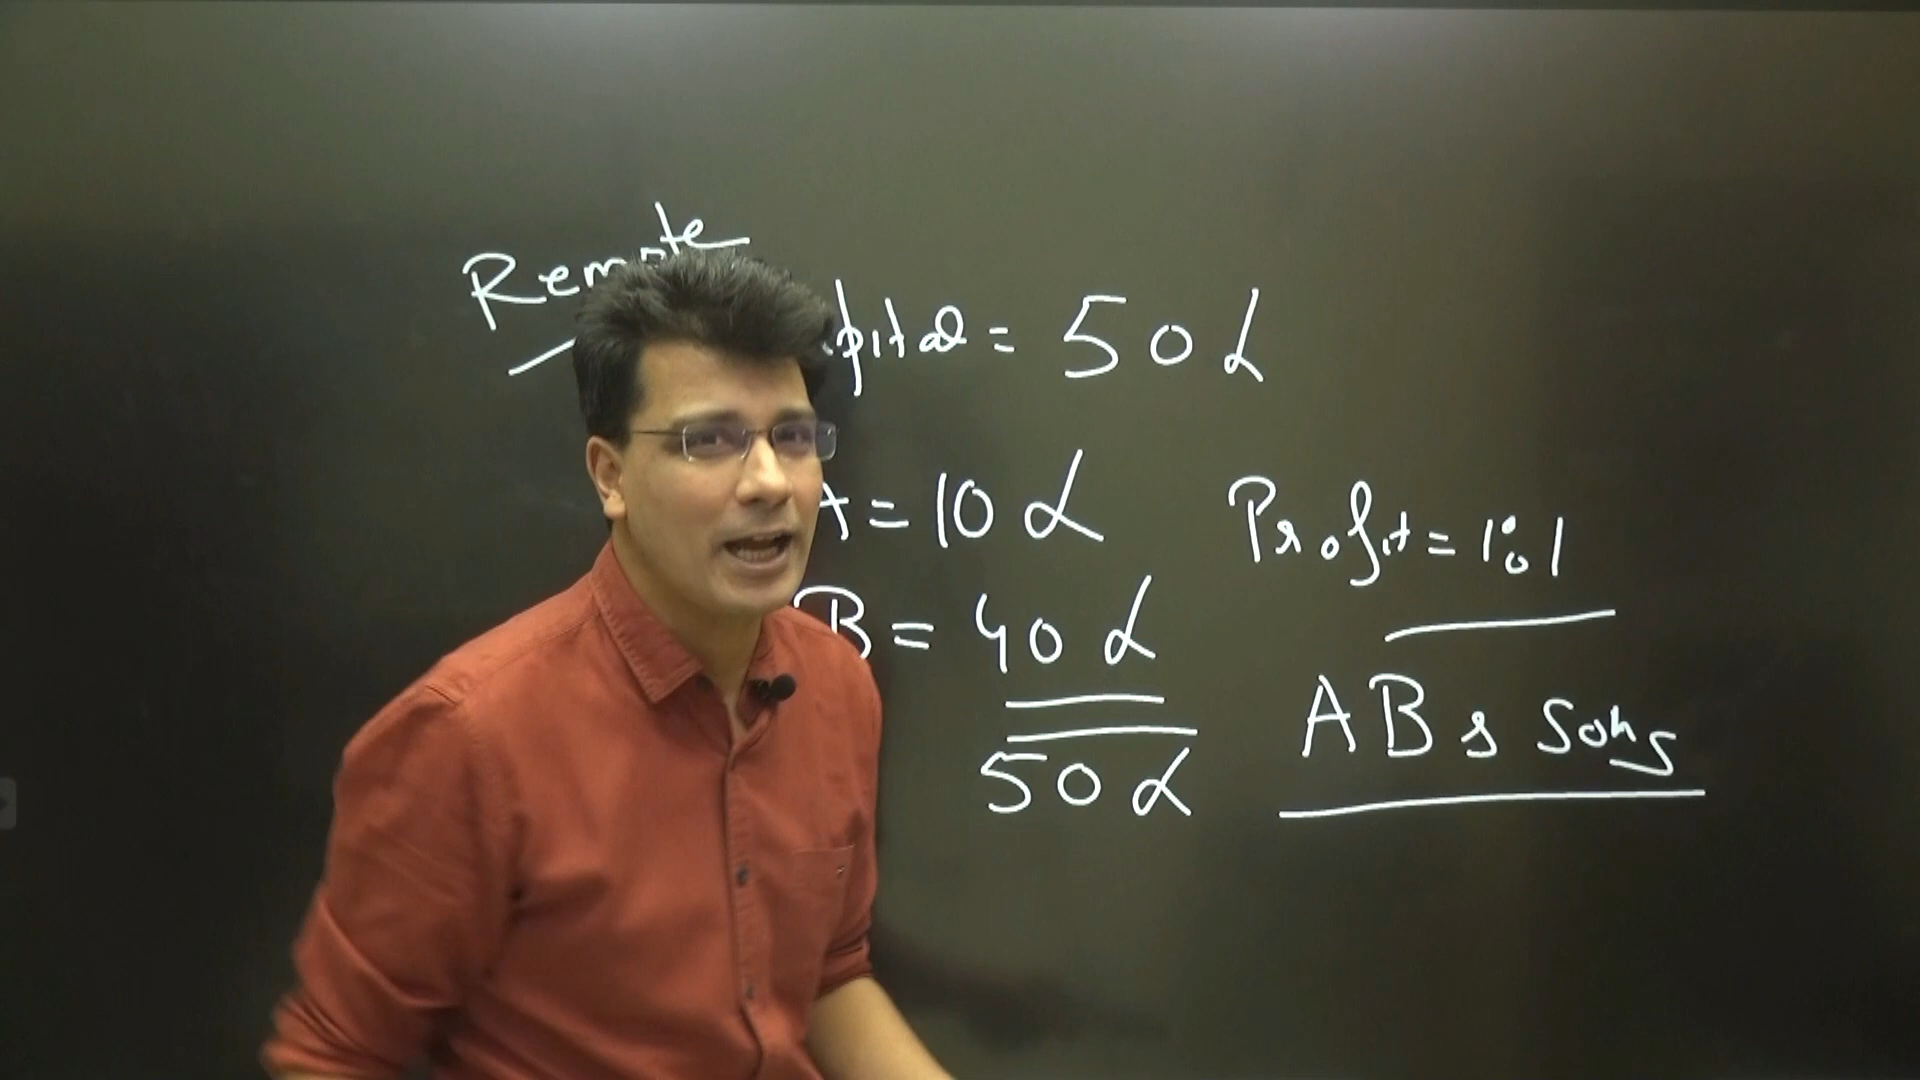 Remote
pital = 50 L
A = 10 L
Profit = 1:1
B = 40 L
50 L
AB & Sons